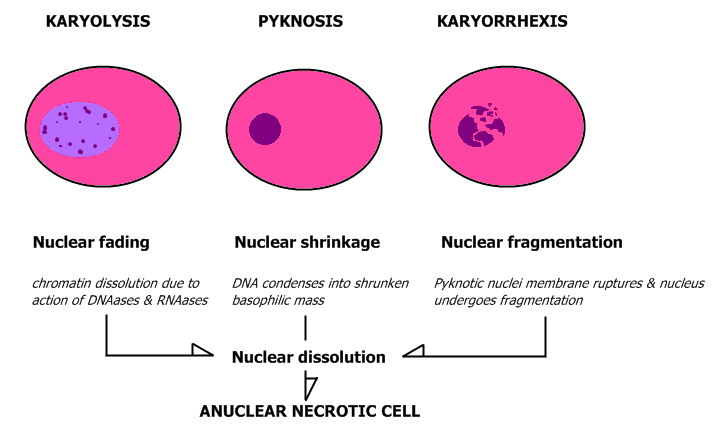 KARYOLYSIS
PYKNOSIS
KARYORRHEXIS
Nuclear fading
Nuclear shrinkage
Nuclear fragmentation
chromatin dissolution due to
action of DNAases & RNAases
DNA condenses into shrunken
basophilic mass
Pyknotic nuclei membrane ruptures & nucleus
undergoes fragmentation
Nuclear dissolution
ANUCLEAR NECROTIC CELL